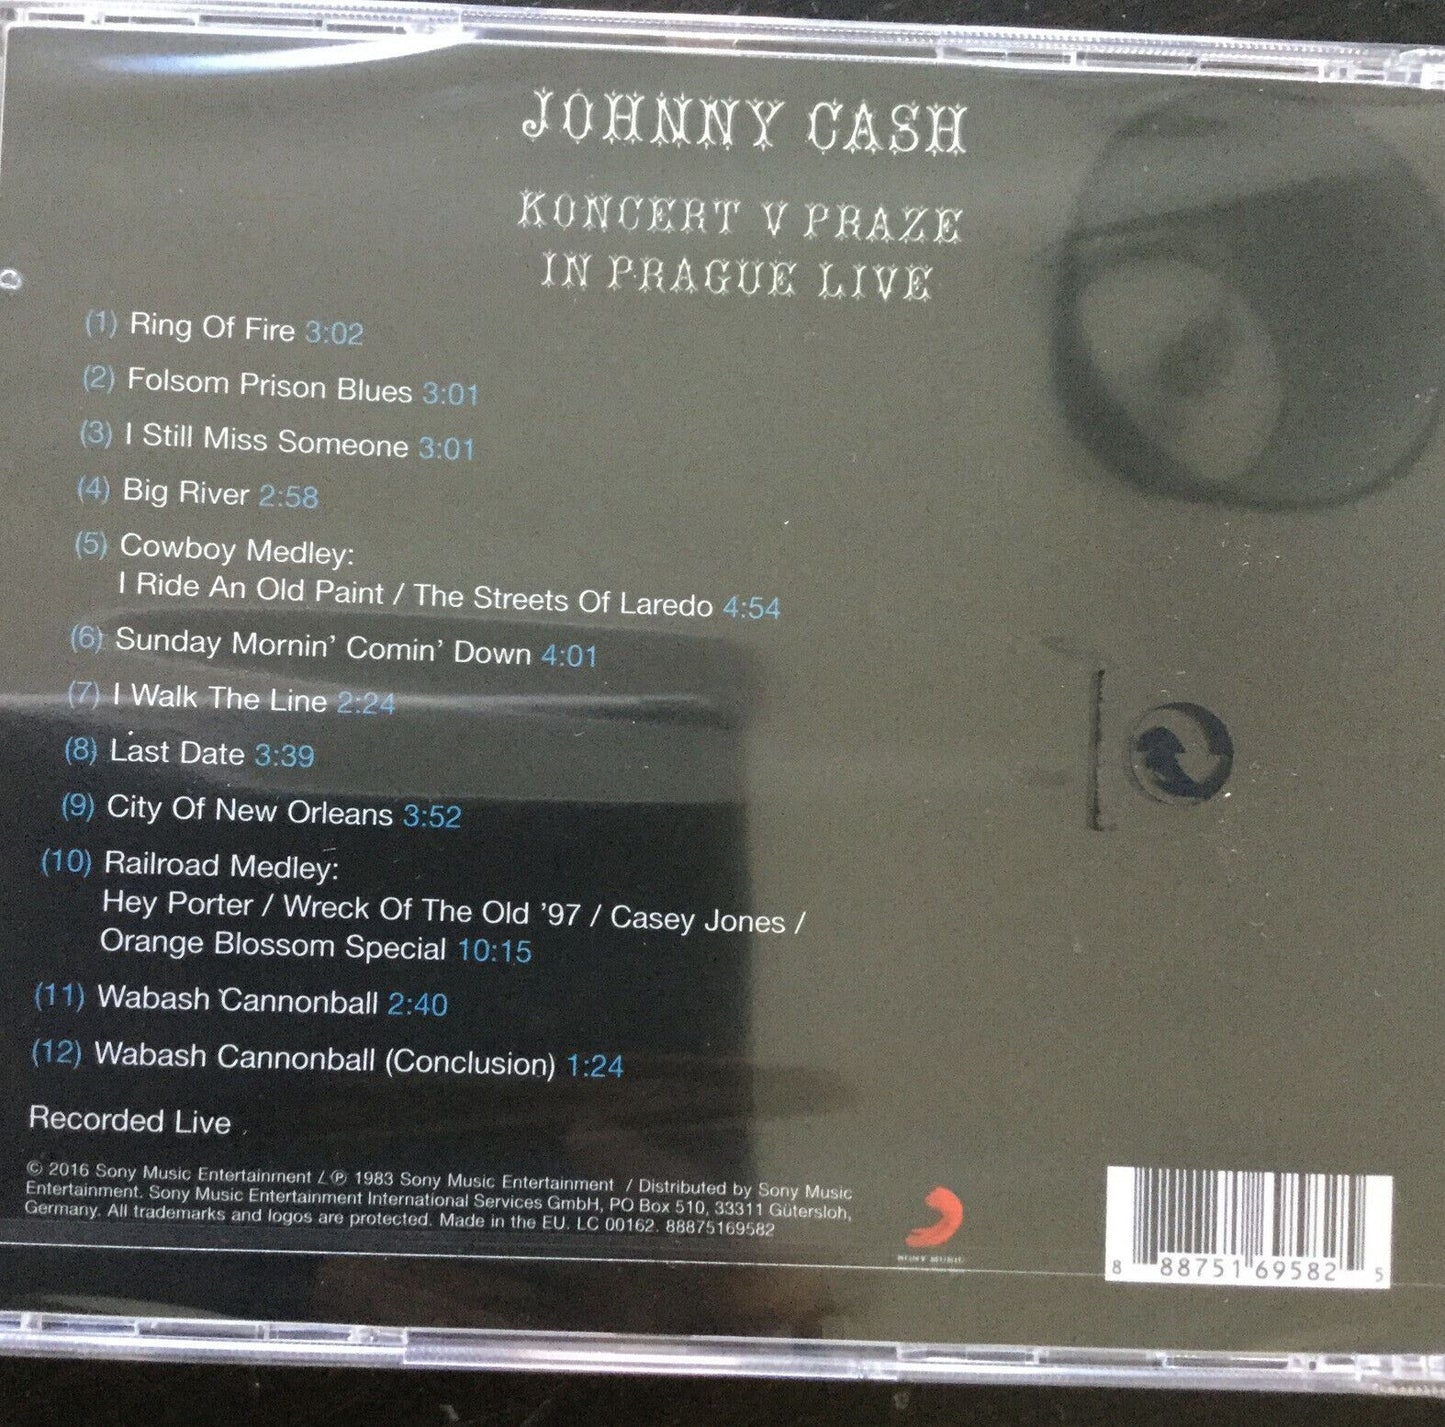 JOHNNY CASH
KONCERT V PRAZE
IN PRAGUE LIVE
(1) Ring Of Fire 3:02
(2) Folsom Prison Blues 3:01
(3) I Still Miss Someone 3:01
(4) Big River 2:58
(5) Cowboy Medley:
I Ride An Old Paint / The Streets Of Laredo 4:54
(6) Sunday Mornin' Comin' Down 4:01
(7) I Walk The Line 2:24
(8) Last Date 3:39
(9) City Of New Orleans 3:52
(10) Railroad Medley:
Hey Porter / Wreck Of The Old '97 / Casey Jones /
Orange Blossom Special 10:15
(11) Wabash Cannonball 2:40
(12) Wabash Cannonball (Conclusion) 1:24
Recorded Live
© 2016 Sony Music Entertainment / ℗ 1983 Sony Music Entertainment / Distributed by Sony Music
Entertainment. Sony Music Entertainment International Services GmbH, PO Box 510, 33311 Gütersloh,
Germany. All trademarks and logos are protected. Made in the EU. LC 00162. 88875169582
SONY MUSIC
8 88751 69582 5